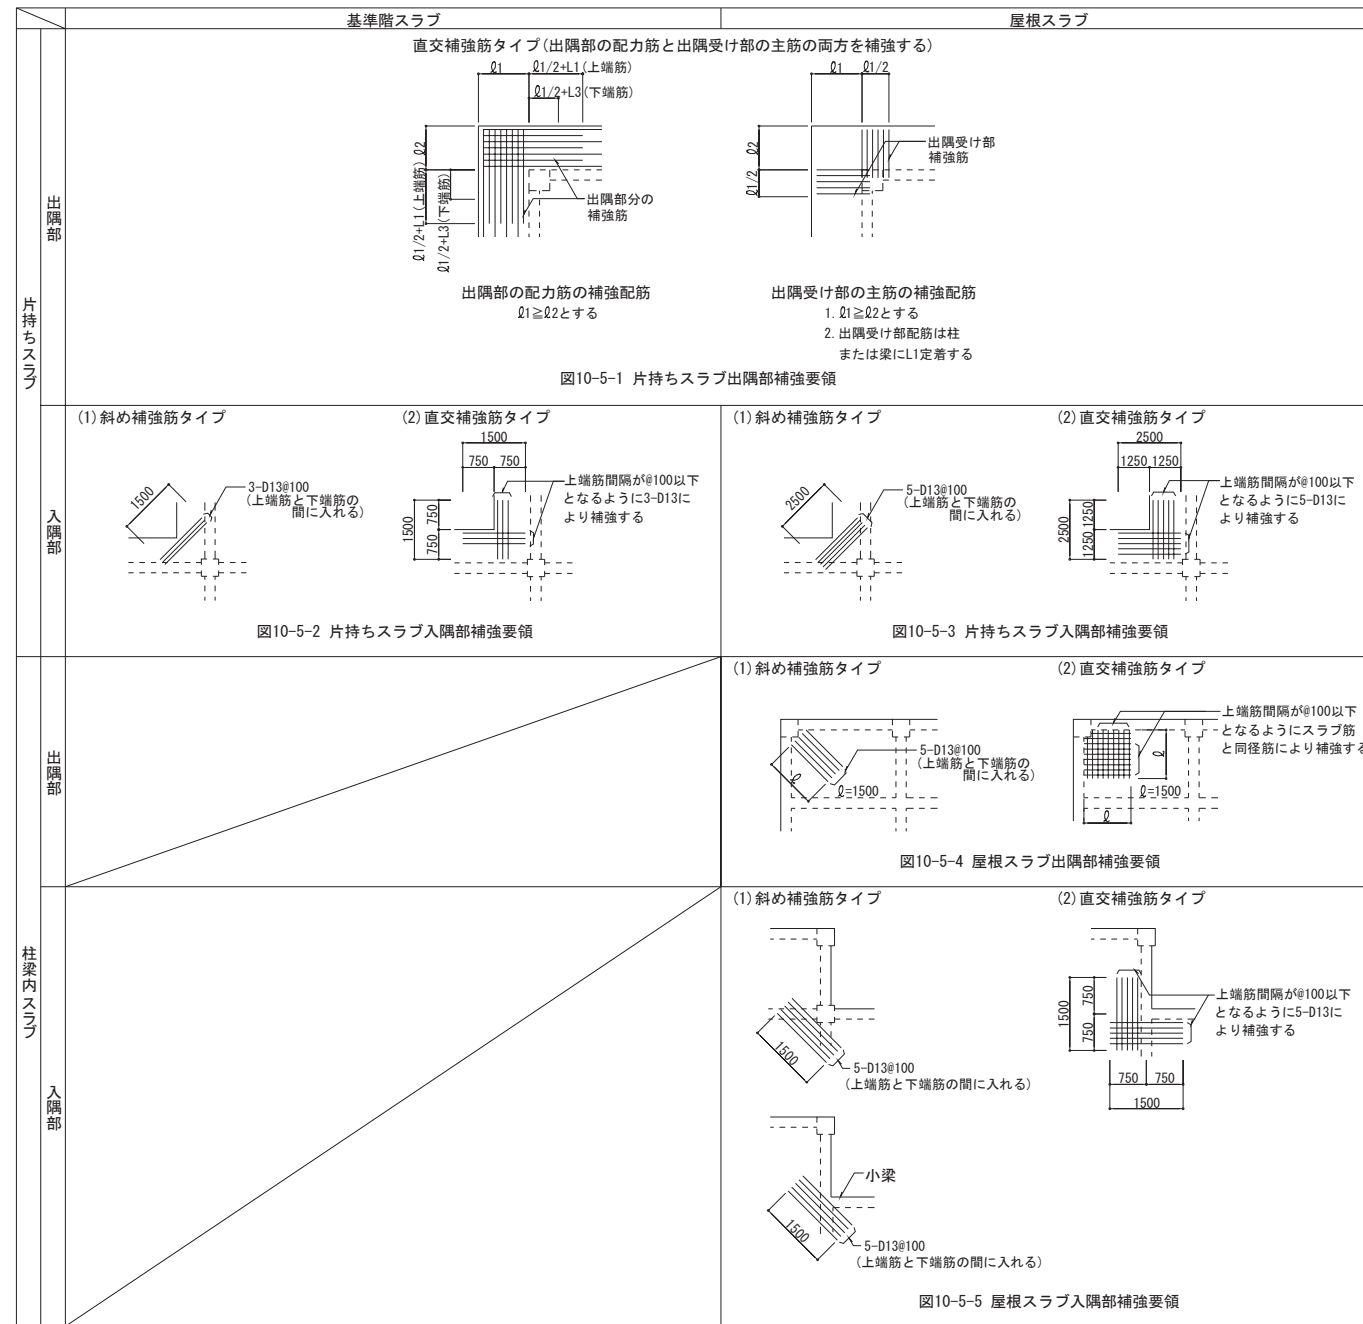 基準階スラブ
屋根スラブ
片持ちスラブ
出隅部
直交補強筋タイプ(出隅部の配力筋と出隅受け部の主筋の両方を補強する)
ℓ1
ℓ1/2+L1(上端筋)
ℓ1/2+L3(下端筋)
ℓ2
ℓ1/2+L1(上端筋)
ℓ1/2+L3(下端筋)
出隅部分の
補強筋
出隅部の配力筋の補強配筋
ℓ1≧ℓ2とする
ℓ1
ℓ1/2
ℓ2
ℓ1/2
出隅受け部
補強筋
出隅受け部の主筋の補強配筋
1. ℓ1≧ℓ2とする
2. 出隅受け部配筋は柱
または梁にL1定着する
図10-5-1 片持ちスラブ出隅部補強要領
入隅部
(1)斜め補強筋タイプ
1500
3-D13@100
(上端筋と下端筋の
間に入れる)
(2)直交補強筋タイプ
1500
750
750
1500
750
750
上端筋間隔が@100以下
となるように3-D13に
より補強する
図10-5-2 片持ちスラブ入隅部補強要領
(1)斜め補強筋タイプ
2500
5-D13@100
(上端筋と下端筋の
間に入れる)
(2)直交補強筋タイプ
2500
1250
1250
2500
1250
1250
上端筋間隔が@100以下
となるように5-D13に
より補強する
図10-5-3 片持ちスラブ入隅部補強要領
柱梁内スラブ
出隅部
(1)斜め補強筋タイプ
5-D13@100
(上端筋と下端筋の
間に入れる)
ℓ
ℓ=1500
(2)直交補強筋タイプ
上端筋間隔が@100以下
となるようにスラブ筋
と同径筋により補強する
ℓ
ℓ=1500
ℓ
図10-5-4 屋根スラブ出隅部補強要領
入隅部
(1)斜め補強筋タイプ
1500
5-D13@100
(上端筋と下端筋の間に入れる)
小梁
1500
5-D13@100
(上端筋と下端筋の間に入れる)
(2)直交補強筋タイプ
1500
750
750
上端筋間隔が@100以下
となるように5-D13に
より補強する
750
750
1500
図10-5-5 屋根スラブ入隅部補強要領